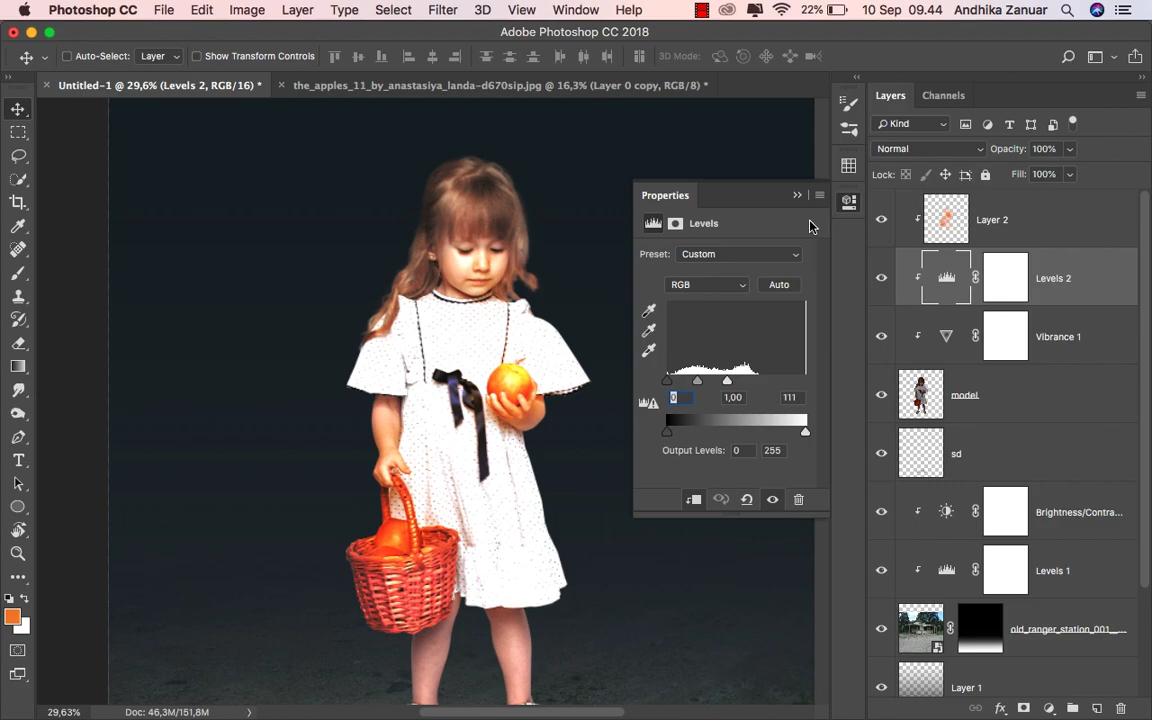 Photoshop CC File Edit Image Layer Type Select Filter 3D View Window Help 22% 10 Sep 09.44 Andhika Zanuar
Adobe Photoshop CC 2018
Auto-Select: Layer Show Transform Controls 3D Mode:
Untitled-1 @ 29,6% (Levels 2, RGB/16) * the_apples_11_by_anastasiya_landa-d670sip.jpg @ 16,3% (Layer 0 copy, RGB/8) *
Layers Channels
Kind
Normal Opacity: 100%
Lock: Fill: 100%
Properties
Levels
Preset: Custom
RGB Auto
0 1,00 111
Output Levels: 0 255
Layer 2
Levels 2
Vibrance 1
model
sd
Brightness/Contra...
Levels 1
old_ranger_station_001__...
Layer 1
29,63% Doc: 46,3M/151,8M